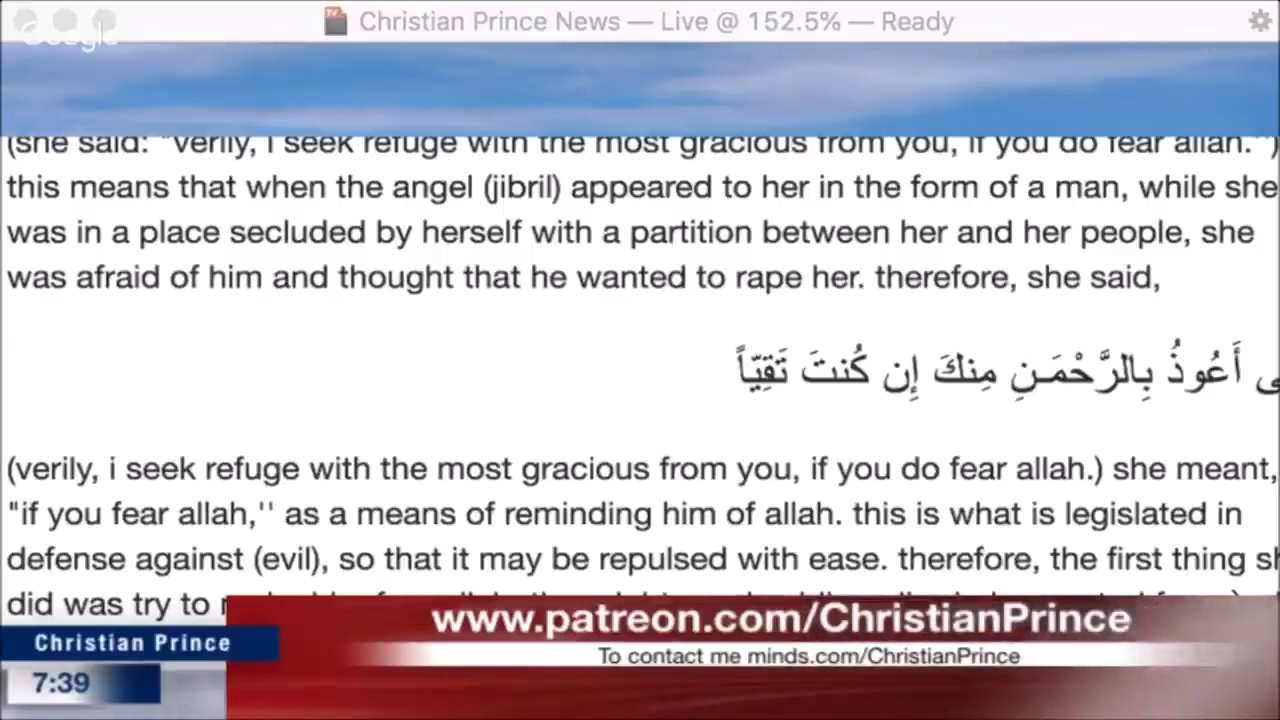 Christian Prince News — Live @ 152.5% — Ready
Google
(she said: "verily, i seek refuge with the most gracious from you, if you do fear allah." )
this means that when the angel (jibril) appeared to her in the form of a man, while she
was in a place secluded by herself with a partition between her and her people, she
was afraid of him and thought that he wanted to rape her. therefore, she said,
أَعُوذُ بِالرَّحْمَـنِ مِنكَ إِن كُنتَ تَقِيّاً
(verily, i seek refuge with the most gracious from you, if you do fear allah.) she meant,
"if you fear allah,'' as a means of reminding him of allah. this is what is legislated in
defense against (evil), so that it may be repulsed with ease. therefore, the first thing
did was try to
www.patreon.com/ChristianPrince
To contact me minds.com/ChristianPrince
Christian Prince
7:39